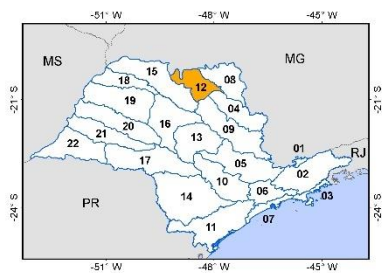 -51° W -48° W -45° W
MS MG
15
18 12 08
-21° S -21° S
19 04
16
20 09
21 13
22 01
17 05 RJ
02
10 06
14 03
-24° S PR -24° S
07
11
-51° W -48° W -45° W